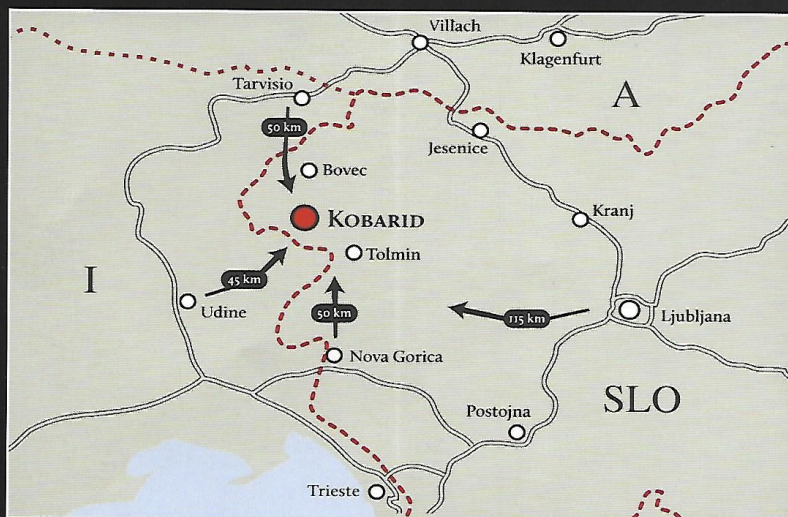 Villach
Klagenfurt
A
Tarvisio
50 km
Jesenice
Bovec
Kobarid
Kranj
Tolmin
I
45 km
Udine
50 km
115 km
Ljubljana
Nova Gorica
SLO
Postojna
Trieste